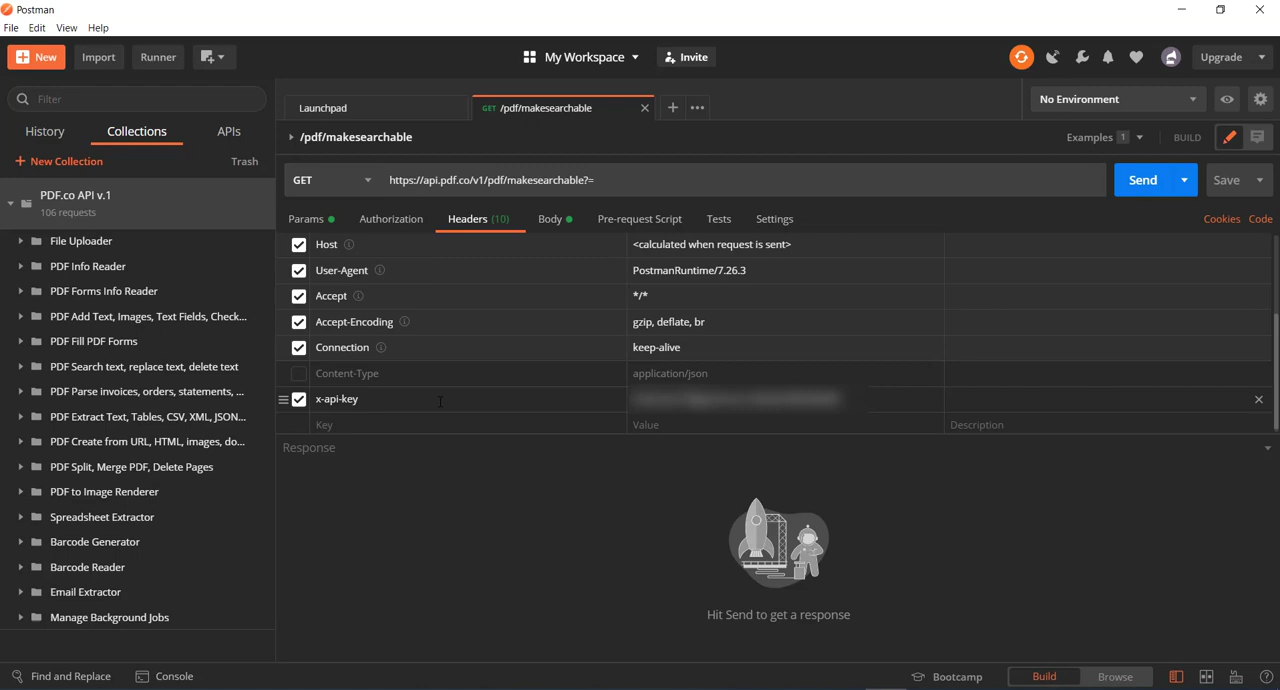 Postman
File Edit View Help
New Import Runner My Workspace Invite Upgrade
Filter
History Collections APIs
New Collection Trash
PDF.co API v.1
106 requests
File Uploader
PDF Info Reader
PDF Forms Info Reader
PDF Add Text, Images, Text Fields, Check...
PDF Fill PDF Forms
PDF Search text, replace text, delete text
PDF Parse invoices, orders, statements, ...
PDF Extract Text, Tables, CSV, XML, JSON...
PDF Create from URL, HTML, images, do...
PDF Split, Merge PDF, Delete Pages
PDF to Image Renderer
Spreadsheet Extractor
Barcode Generator
Barcode Reader
Email Extractor
Manage Background Jobs
Launchpad GET /pdf/makesearchable No Environment
/pdf/makesearchable Examples 1 BUILD
GET https://api.pdf.co/v1/pdf/makesearchable?= Send Save
Params Authorization Headers (10) Body Pre-request Script Tests Settings Cookies Code
Host <calculated when request is sent>
User-Agent PostmanRuntime/7.26.3
Accept */*
Accept-Encoding gzip, deflate, br
Connection keep-alive
Content-Type application/json
x-api-key
Key Value Description
Response
Hit Send to get a response
Find and Replace Console Bootcamp Build Browse